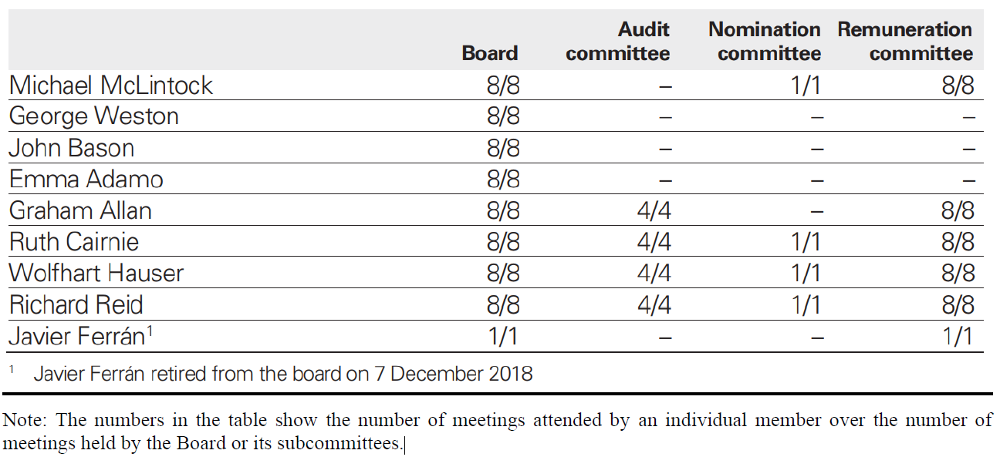 Board Audit committee Nomination committee Remuneration committee
Michael McLintock 8/8 – 1/1 8/8
George Weston 8/8 – – –
John Bason 8/8 – – –
Emma Adamo 8/8 – – –
Graham Allan 8/8 4/4 – 8/8
Ruth Cairnie 8/8 4/4 1/1 8/8
Wolfhart Hauser 8/8 4/4 1/1 8/8
Richard Reid 8/8 4/4 1/1 8/8
Javier Ferrán¹ 1/1 – – 1/1
¹ Javier Ferrán retired from the board on 7 December 2018
Note: The numbers in the table show the number of meetings attended by an individual member over the number of
meetings held by the Board or its subcommittees.